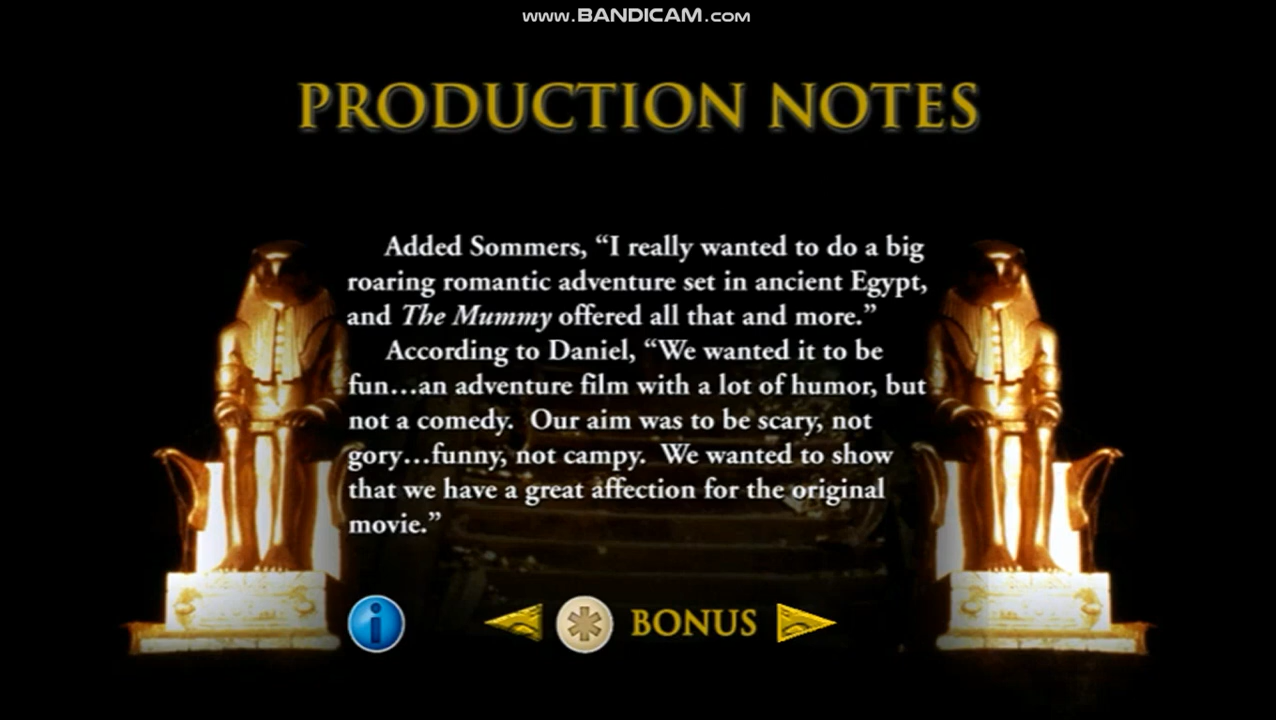 www.BANDICAM.com
PRODUCTION NOTES
Added Sommers, “I really wanted to do a big
roaring romantic adventure set in ancient Egypt,
and The Mummy offered all that and more.”
According to Daniel, “We wanted it to be
fun…an adventure film with a lot of humor, but
not a comedy.  Our aim was to be scary, not
gory…funny, not campy.  We wanted to show
that we have a great affection for the original
movie.”
i
BONUS